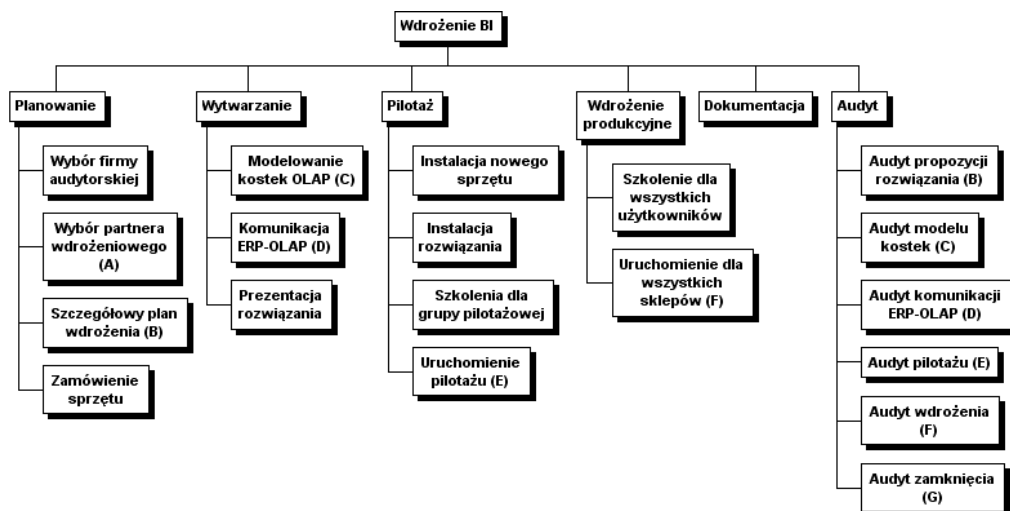 Wdrożenie BI
Planowanie
Wytwarzanie
Pilotaż
Wdrożenie
produkcyjne
Dokumentacja
Audyt
Wybór firmy
audytorskiej
Wybór partnera
wdrożeniowego
(A)
Szczegółowy plan
wdrożenia (B)
Zamówienie
sprzętu
Modelowanie
kostek OLAP (C)
Komunikacja
ERP-OLAP (D)
Prezentacja
rozwiązania
Instalacja nowego
sprzętu
Instalacja
rozwiązania
Szkolenia dla
grupy pilotażowej
Uruchomienie
pilotażu (E)
Szkolenie dla
wszystkich
użytkowników
Uruchomienie dla
wszystkich
sklepów (F)
Audyt propozycji
rozwiązania (B)
Audyt modelu
kostek (C)
Audyt komunikacji
ERP-OLAP (D)
Audyt pilotażu (E)
Audyt wdrożenia
(F)
Audyt zamknięcia
(G)